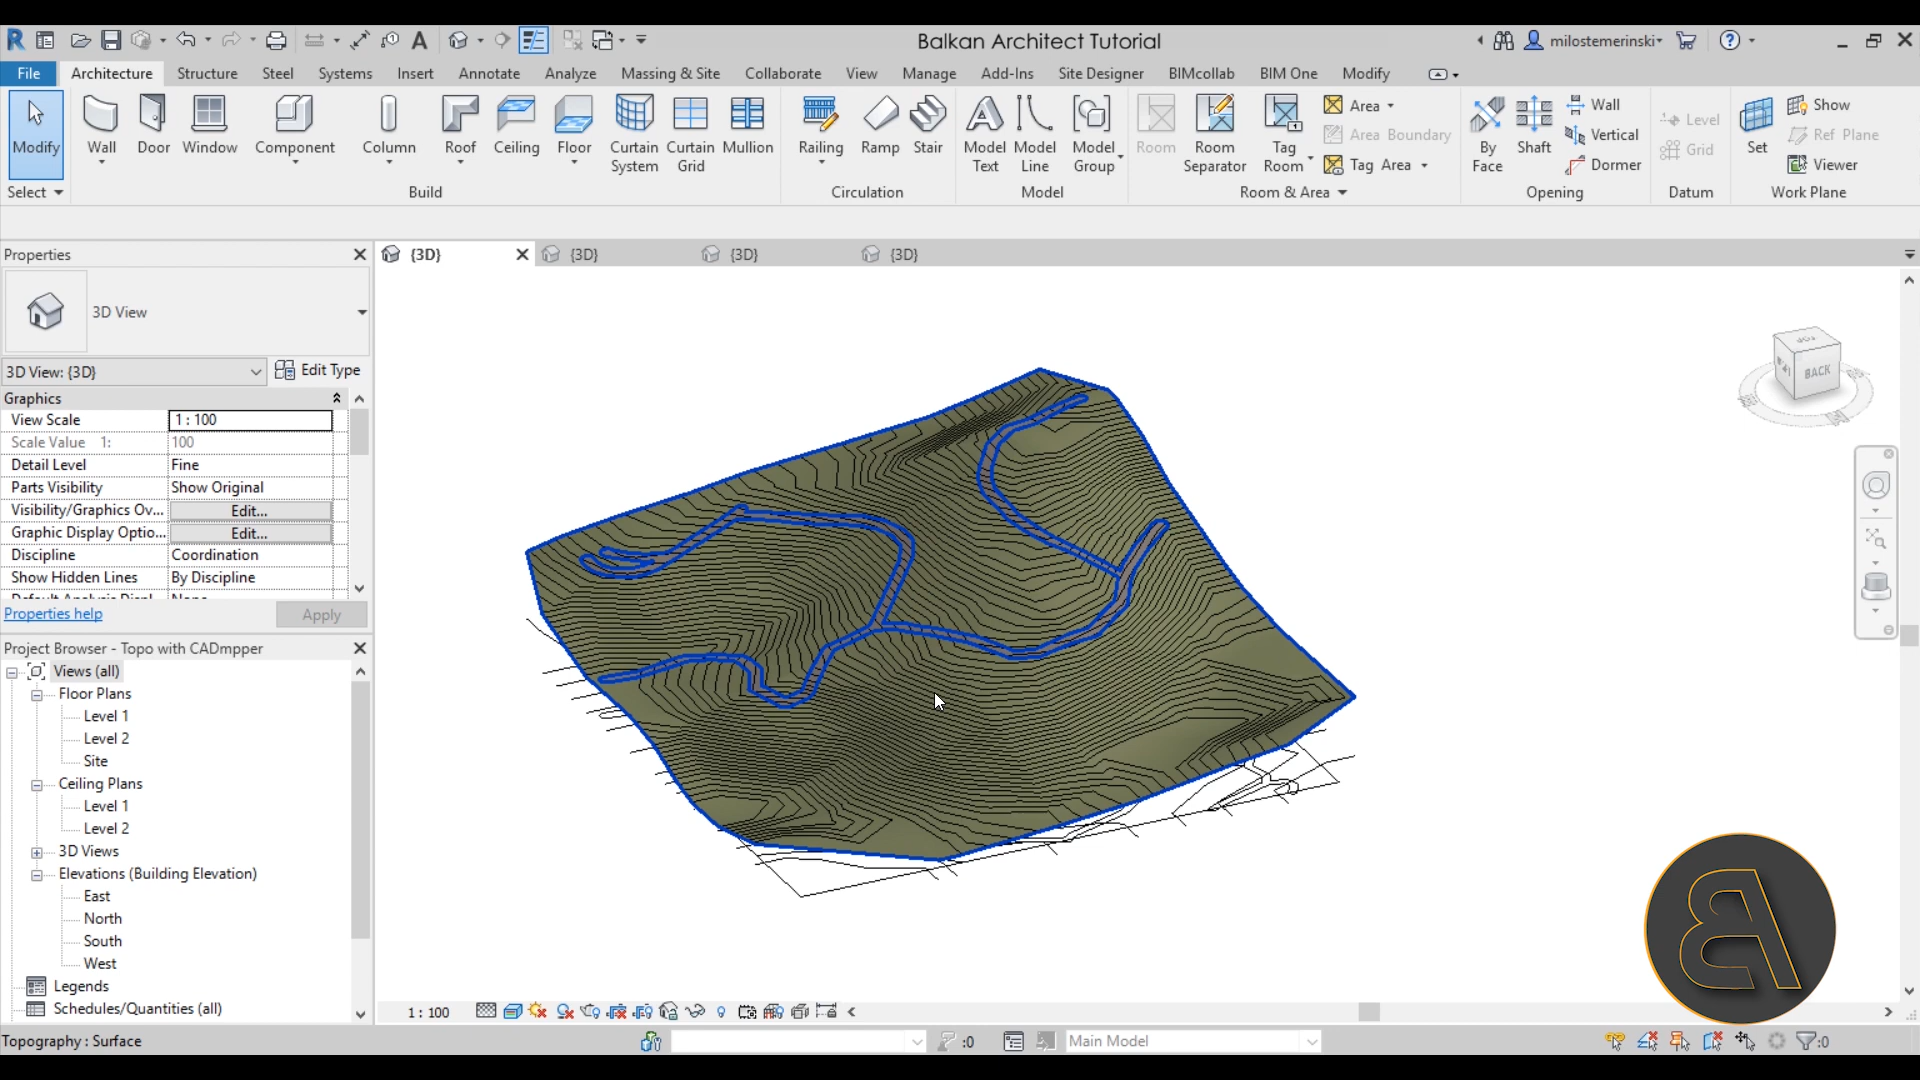 Balkan Architect Tutorial
milostemerinski
File Architecture Structure Steel Systems Insert Annotate Analyze Massing & Site Collaborate View Manage Add-Ins Site Designer BIMcollab BIM One Modify
Modify
Wall
Door
Window
Component
Column
Roof
Ceiling
Floor
Curtain System
Curtain Grid
Mullion
Railing
Ramp
Stair
Model Text
Model Line
Model Group
Room
Room Separator
Tag Room
Area
Area Boundary
Tag Area
By Face
Shaft
Wall
Vertical
Dormer
Level
Grid
Set
Show
Ref Plane
Viewer
Select Build Circulation Model Room & Area Opening Datum Work Plane
Properties
{3D} {3D} {3D} {3D}
3D View
3D View: {3D} Edit Type
Graphics
View Scale 1 : 100
Scale Value 1: 100
Detail Level Fine
Parts Visibility Show Original
Visibility/Graphics Ov... Edit...
Graphic Display Optio... Edit...
Discipline Coordination
Show Hidden Lines By Discipline
Properties help Apply
Project Browser - Topo with CADmpper
Views (all)
Floor Plans
Level 1
Level 2
Site
Ceiling Plans
Level 1
Level 2
3D Views
Elevations (Building Elevation)
East
North
South
West
Legends
Schedules/Quantities (all)
BACK
1 : 100
Topography : Surface
:0
Main Model
:0